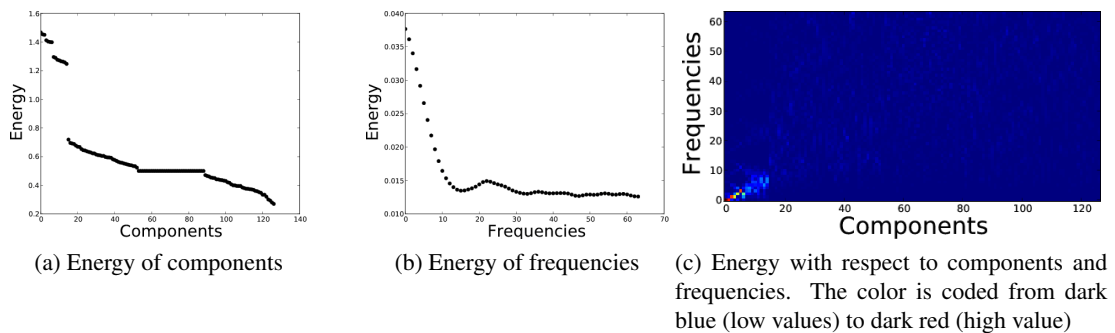 1.6
1.4
1.2
1.0
0.8
0.6
0.4
0.2
0 20 40 60 80 100 120 140
Energy
Components
(a) Energy of components
0.040
0.035
0.030
0.025
0.020
0.015
0.010
0 10 20 30 40 50 60 70
Energy
Frequencies
(b) Energy of frequencies
60
50
40
30
20
10
0
0 20 40 60 80 100 120
Frequencies
Components
(c) Energy with respect to components and
frequencies. The color is coded from dark
blue (low values) to dark red (high value)